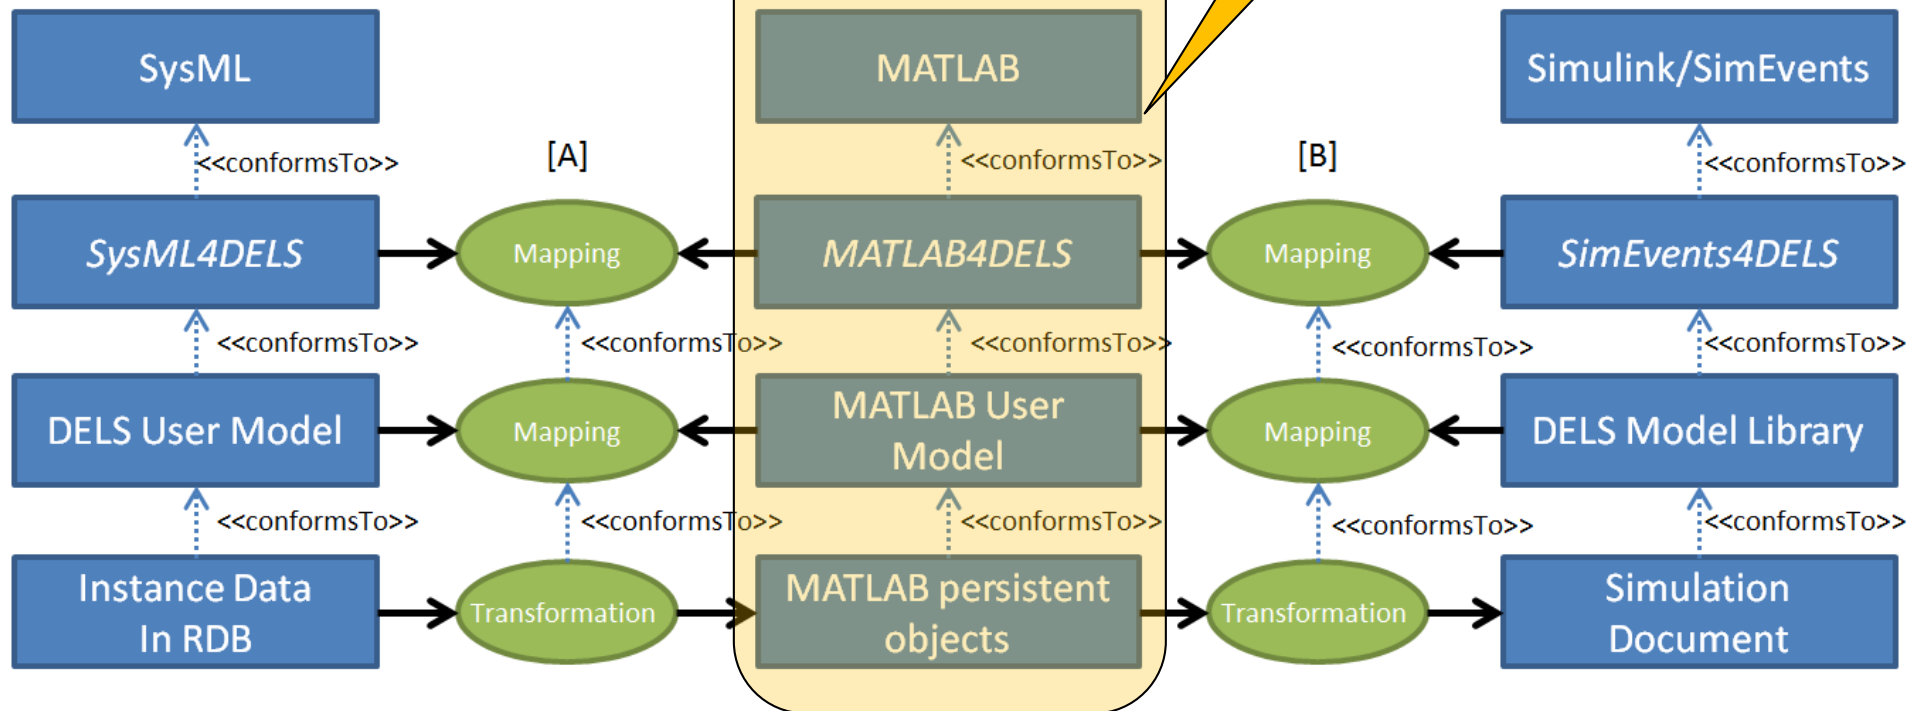 SysML
MATLAB
Simulink/SimEvents
<<conformsTo>>
[A]
<<conformsTo>>
[B]
<<conformsTo>>
SysML4DELS
Mapping
MATLAB4DELS
Mapping
SimEvents4DELS
<<conformsTo>>
<<conformsTo>>
<<conformsTo>>
<<conformsTo>>
<<conformsTo>>
DELS User Model
Mapping
MATLAB User
Model
Mapping
DELS Model Library
<<conformsTo>>
<<conformsTo>>
<<conformsTo>>
<<conformsTo>>
<<conformsTo>>
Instance Data
In RDB
Transformation
MATLAB persistent
objects
Transformation
Simulation
Document